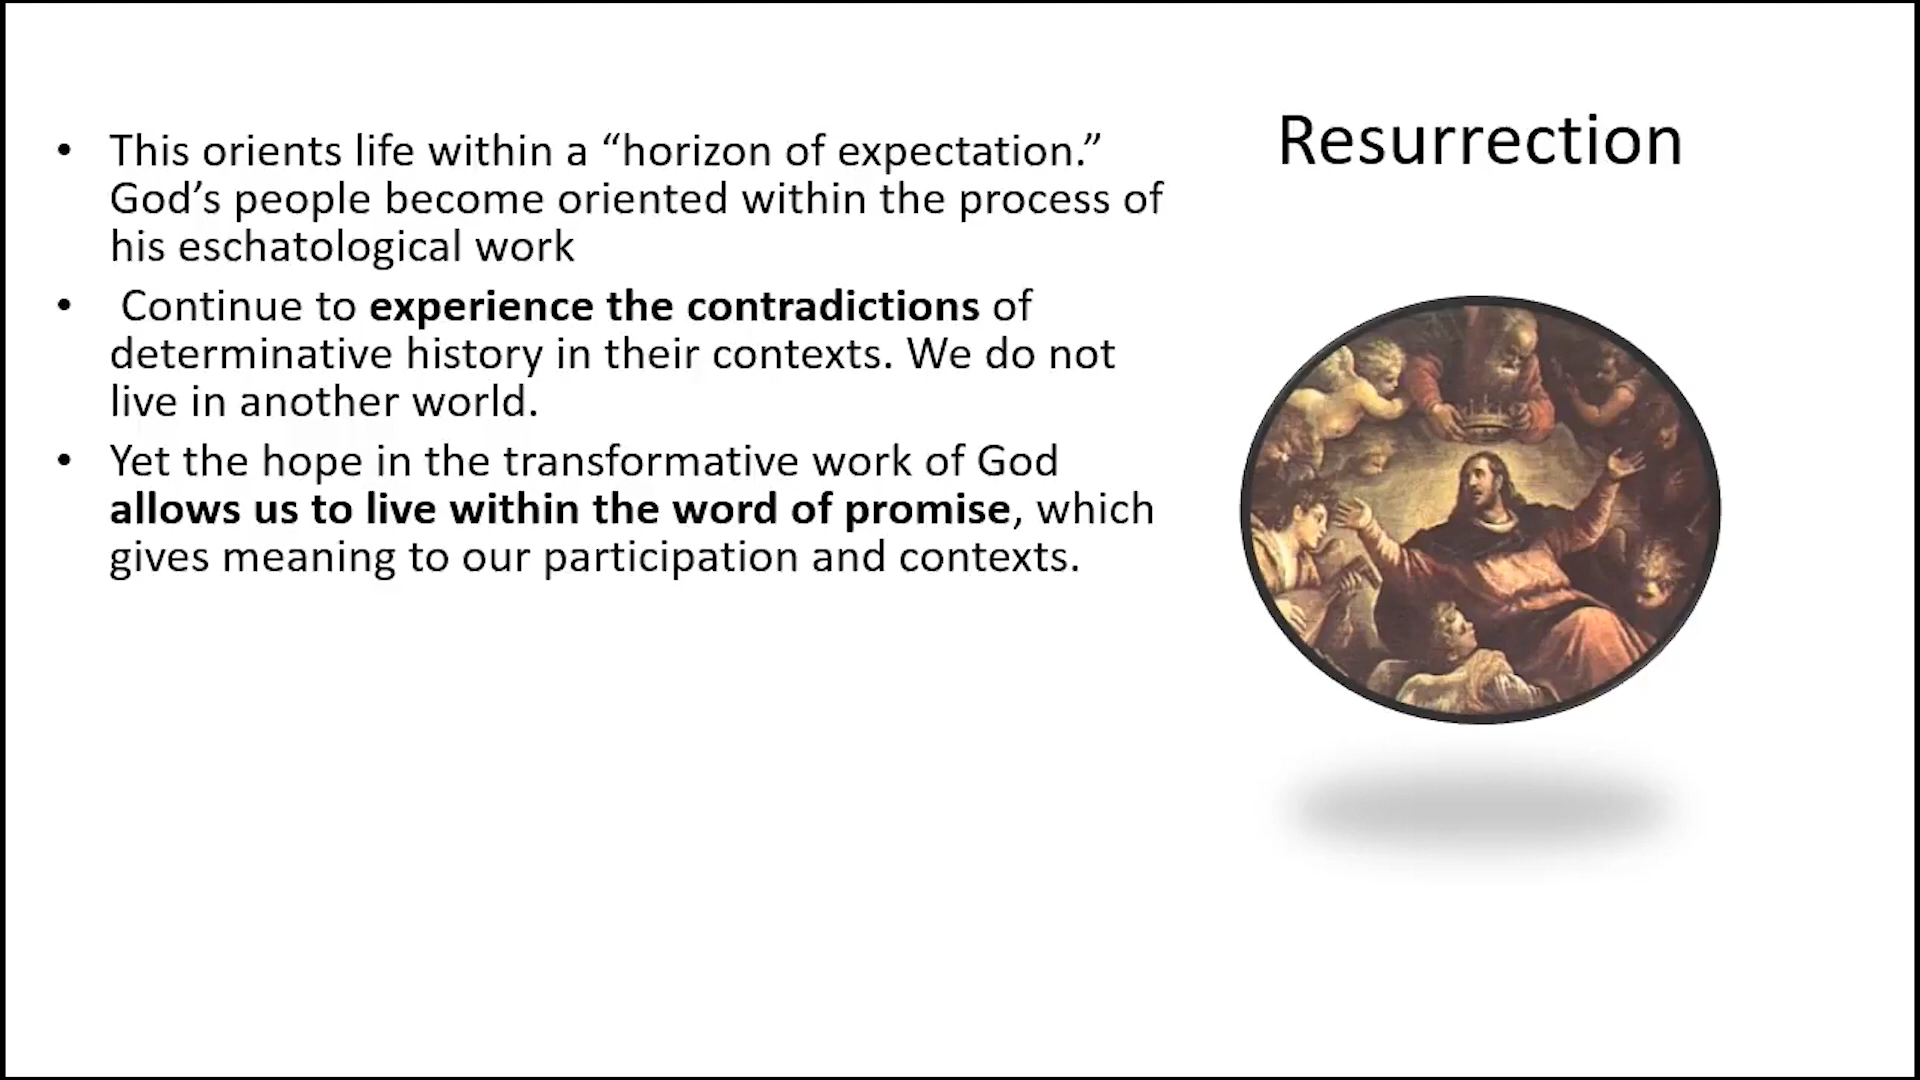 Resurrection
• This orients life within a “horizon of expectation.”
God’s people become oriented within the process of
his eschatological work
• Continue to experience the contradictions of
determinative history in their contexts. We do not
live in another world.
• Yet the hope in the transformative work of God
allows us to live within the word of promise, which
gives meaning to our participation and contexts.